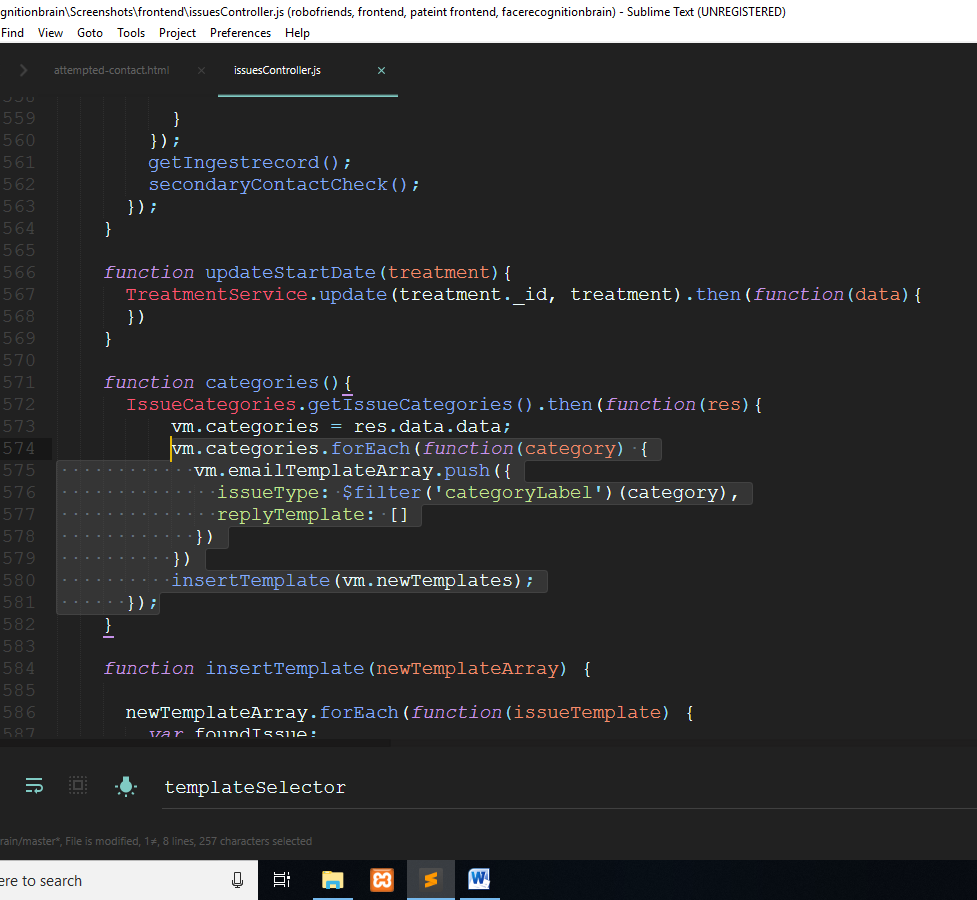 gnitionbrain\Screenshots\frontend\issuesController.js (robofriends, frontend, pateint frontend, facerecognitionbrain) - Sublime Text (UNREGISTERED)
Find View Goto Tools Project Preferences Help
attempted-contact.html × issuesController.js ×
558
559 }
560 });
561 getIngestrecord();
562 secondaryContactCheck();
563 });
564 }
565
566 function updateStartDate(treatment){
567 TreatmentService.update(treatment._id, treatment).then(function(data){
568 })
569 }
570
571 function categories(){
572 IssueCategories.getIssueCategories().then(function(res){
573 vm.categories = res.data.data;
574 vm.categories.forEach(function(category) {
575 vm.emailTemplateArray.push({
576 issueType: $filter('categoryLabel')(category),
577 replyTemplate: []
578 })
579 })
580 insertTemplate(vm.newTemplates);
581 });
582 }
583
584 function insertTemplate(newTemplateArray) {
585
586 newTemplateArray.forEach(function(issueTemplate) {
587 var foundIssue;
templateSelector
rain/master*, File is modified, 1≠, 8 lines, 257 characters selected
ere to search